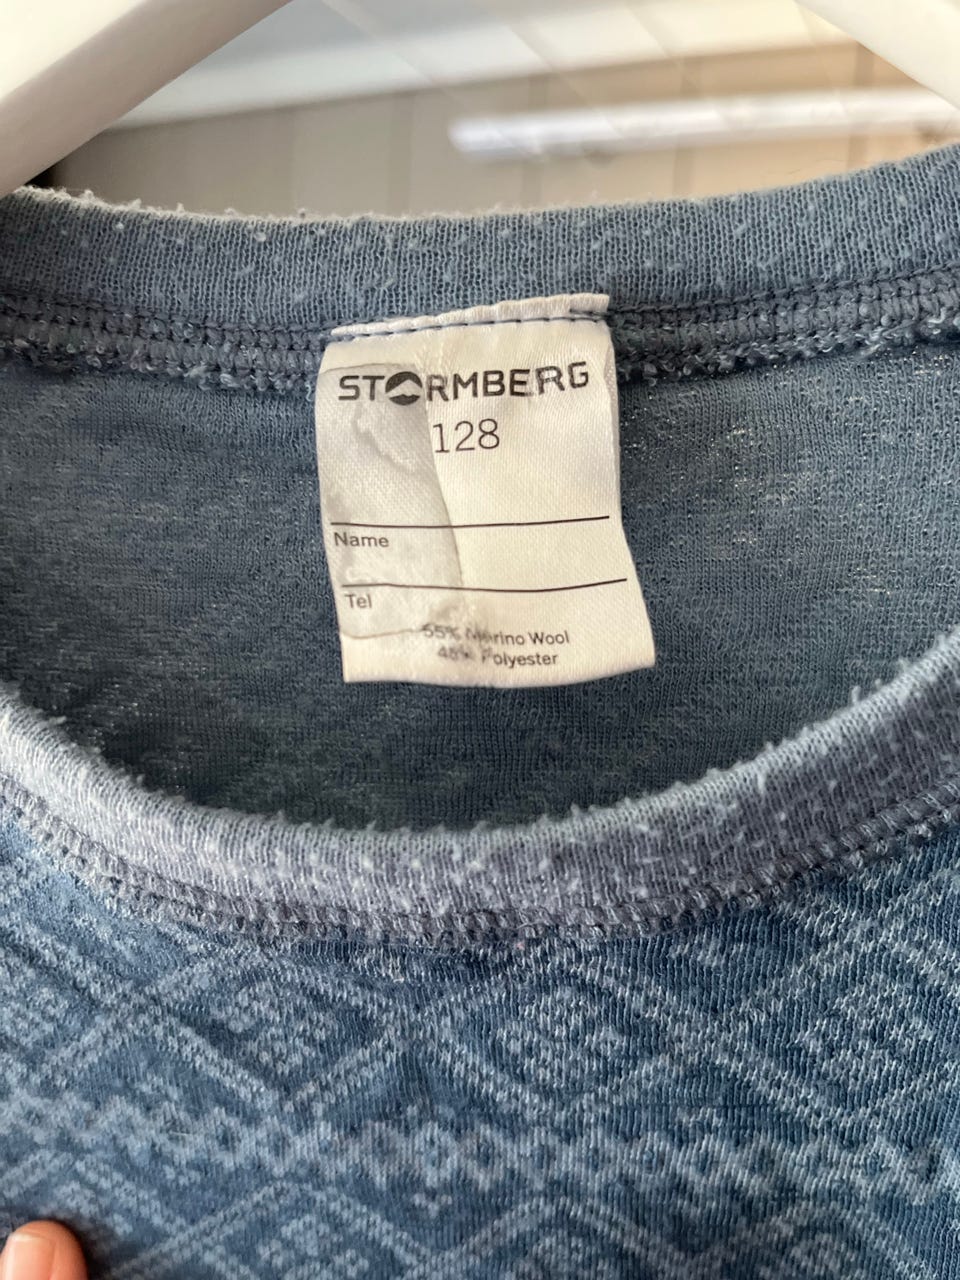 STORMBERG
128
Name
Tel
55% Merino Wool
45% Polyester